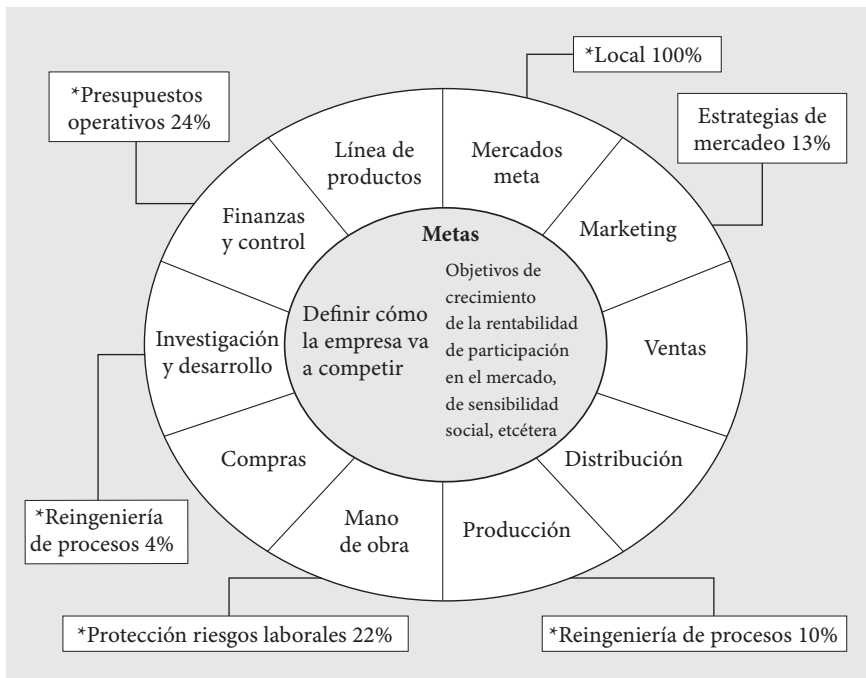 *Local 100%
*Presupuestos
operativos 24%
Estrategias de
mercadeo 13%
Línea de
productos
Mercados
meta
Finanzas
y control
Marketing
Metas
Objetivos de
crecimiento
de la rentabilidad
de participación
en el mercado,
de sensibilidad
social, etcétera
Definir cómo
la empresa va
a competir
Investigación
y desarrollo
Ventas
Compras
Distribución
Mano
de obra
Producción
*Reingeniería
de procesos 4%
*Protección riesgos laborales 22%
*Reingeniería de procesos 10%